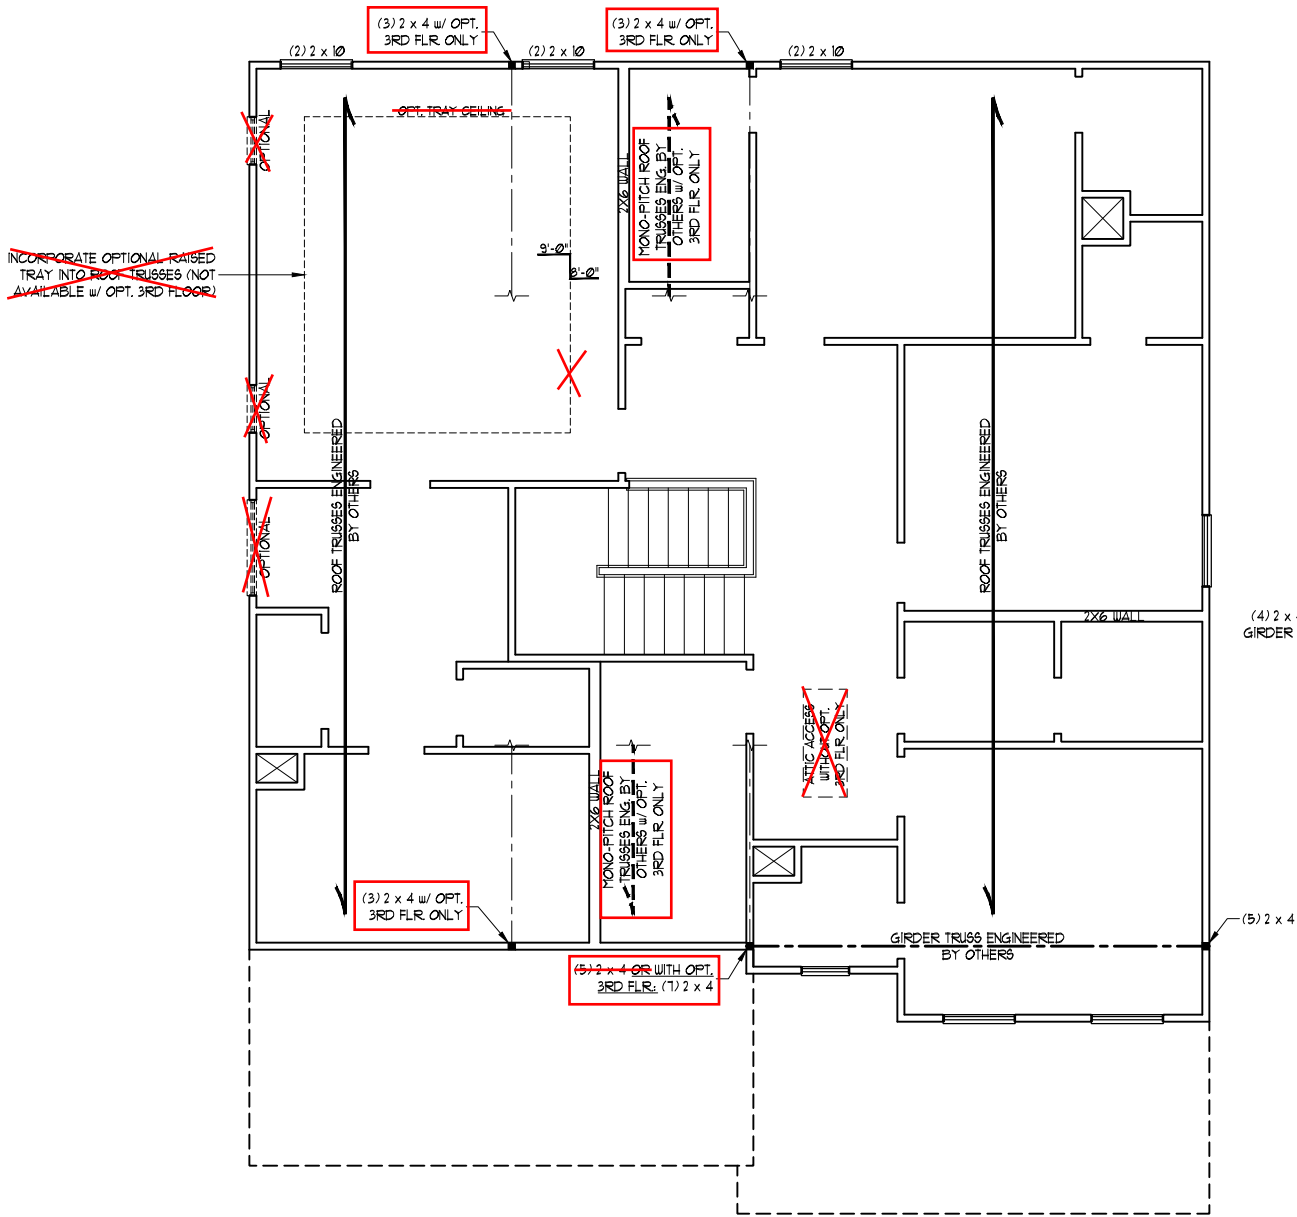 (3) 2 x 4 w/ OPT.
3RD FLR ONLY
(3) 2 x 4 w/ OPT.
3RD FLR ONLY
(2) 2 x 10
(2) 2 x 10
(2) 2 x 10
OPT. TRAY CEILING
OPTIONAL
2X6 WALL
MONO-PITCH ROOF
TRUSSES ENG. BY
OTHERS w/ OPT.
3RD FLR ONLY
INCORPORATE OPTIONAL RAISED
TRAY INTO ROOF TRUSSES (NOT
AVAILABLE w/ OPT. 3RD FLOOR)
9'-0"
8'-0"
OPTIONAL
ROOF TRUSSES ENGINEERED
BY OTHERS
ROOF TRUSSES ENGINEERED
BY OTHERS
OPTIONAL
2X6 WALL
(4) 2 x
GIRDER
ATTIC ACCESS
WITHOUT OPT.
3RD FLR ONLY
2X6 WALL
MONO-PITCH ROOF
TRUSSES ENG. BY
OTHERS w/ OPT.
3RD FLR ONLY
(3) 2 x 4 w/ OPT.
3RD FLR ONLY
(5) 2 x 4
GIRDER TRUSS ENGINEERED
BY OTHERS
(5) 2 x 4 OR WITH OPT.
3RD FLR: (7) 2 x 4